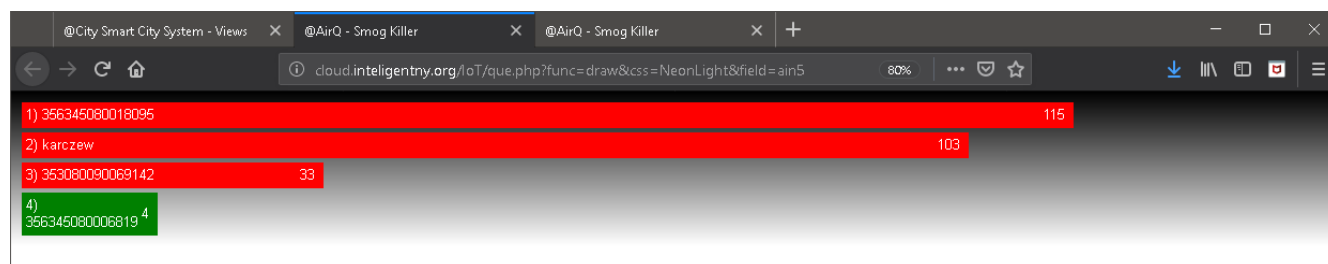 @City Smart City System - Views
@AirQ - Smog Killer
@AirQ - Smog Killer
cloud.inteligentny.org/IoT/que.php?func=draw&css=NeonLight&field=ain5
80%
1) 356345080018095 115
2) karczew 103
3) 353080090069142 33
4)
356345080006819 4